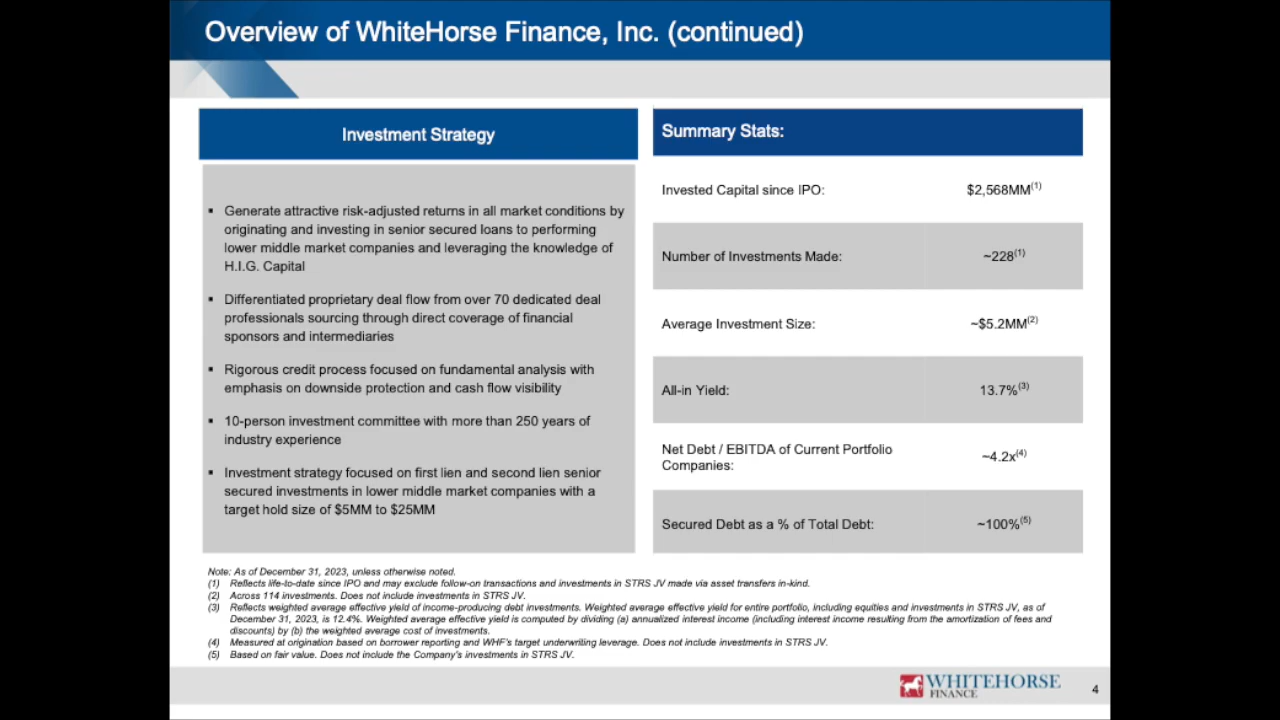 Overview of WhiteHorse Finance, Inc. (continued)
Investment Strategy
▪ Generate attractive risk-adjusted returns in all market conditions by
originating and investing in senior secured loans to performing
lower middle market companies and leveraging the knowledge of
H.I.G. Capital
▪ Differentiated proprietary deal flow from over 70 dedicated deal
professionals sourcing through direct coverage of financial
sponsors and intermediaries
▪ Rigorous credit process focused on fundamental analysis with
emphasis on downside protection and cash flow visibility
▪ 10-person investment committee with more than 250 years of
industry experience
▪ Investment strategy focused on first lien and second lien senior
secured investments in lower middle market companies with a
target hold size of $5MM to $25MM
Summary Stats:
Invested Capital since IPO: $2,568MM(1)
Number of Investments Made: ~228(1)
Average Investment Size: ~$5.2MM(2)
All-in Yield: 13.7%(3)
Net Debt / EBITDA of Current Portfolio
Companies: ~4.2x(4)
Secured Debt as a % of Total Debt: ~100%(5)
Note: As of December 31, 2023, unless otherwise noted.
(1) Reflects life-to-date since IPO and may exclude follow-on transactions and investments in STRS JV made via asset transfers in-kind.
(2) Across 114 investments. Does not include investments in STRS JV.
(3) Reflects weighted average effective yield of income-producing debt investments. Weighted average effective yield for entire portfolio, including equities and investments in STRS JV, as of
December 31, 2023, is 12.4%. Weighted average effective yield is computed by dividing (a) annualized interest income (including interest income resulting from the amortization of fees and
discounts) by (b) the weighted average cost of investments.
(4) Measured at origination based on borrower reporting and WHF's target underwriting leverage. Does not include investments in STRS JV.
(5) Based on fair value. Does not include the Company's investments in STRS JV.
WHITEHORSE
FINANCE
4